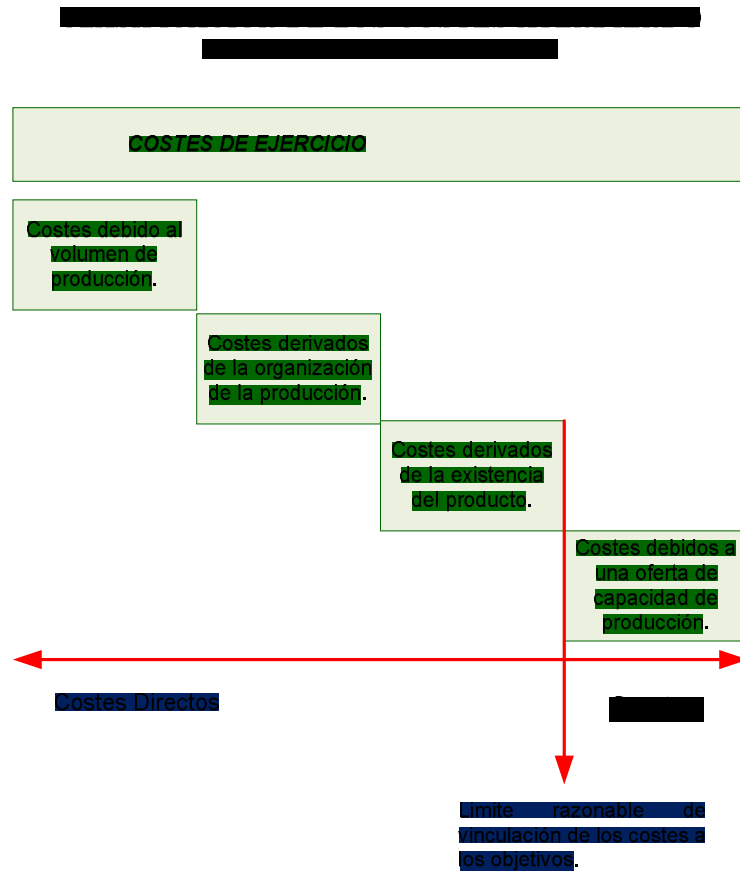 COSTES DE EJERCICIO
Costes debido al
volumen de
producción.
Costes derivados
de la organización
de la producción.
Costes derivados
de la existencia
del producto.
Costes debidos a
una oferta de
capacidad de
producción.
Costes Directos
Limite razonable de
vinculación de los costes a
los objetivos.